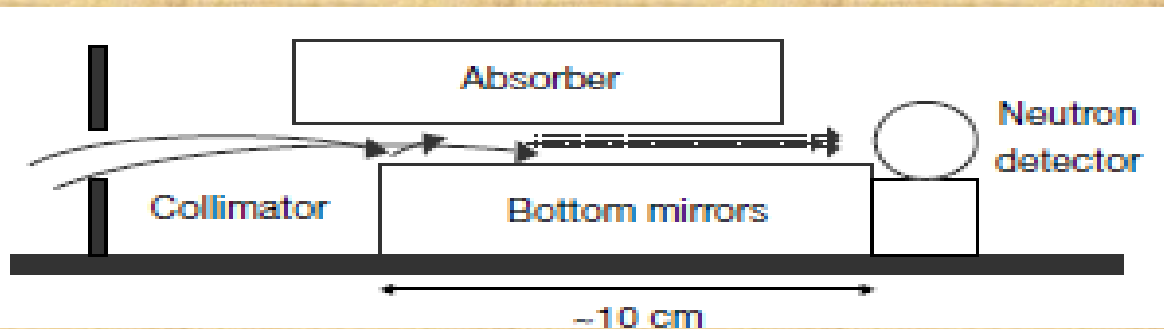 Absorber
Neutron
detector
Collimator
Bottom mirrors
~10 cm